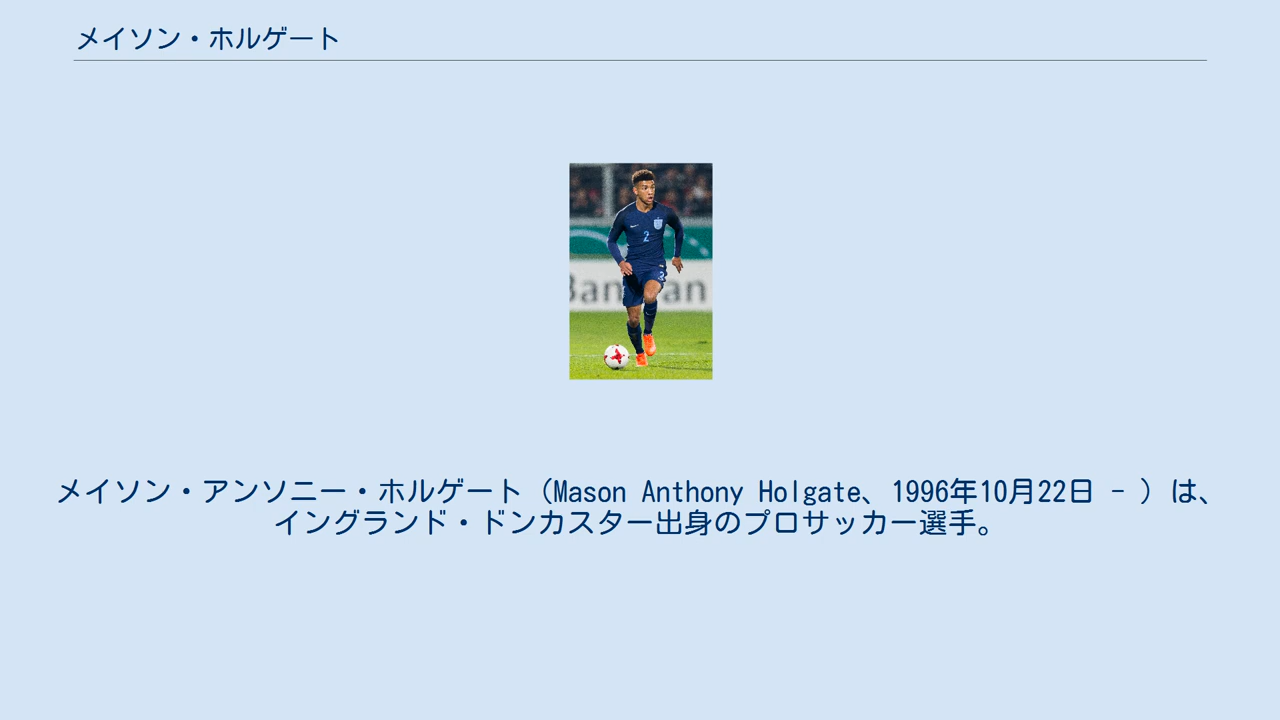 メイソン・ホルゲート
2
2
メイソン・アンソニー・ホルゲート（Mason Anthony Holgate、1996年10月22日 - ）は、
イングランド・ドンカスター出身のプロサッカー選手。